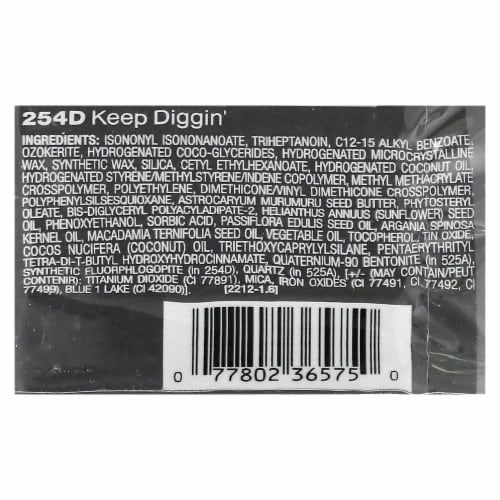 254D Keep Diggin'
INGREDIENTS: ISONONYL ISONONANOATE, TRIHEPTANOIN, C12-15 ALKYL BENZOATE,
OZOKERITE, HYDROGENATED COCO-GLYCERIDES, HYDROGENATED MICROCRYSTALLINE
WAX, SYNTHETIC WAX, SILICA, CETYL ETHYLHEXANOATE, HYDROGENATED COCONUT OIL,
HYDROGENATED STYRENE/METHYLSTYRENE/INDENE COPOLYMER, METHYL METHACRYLATE
CROSSPOLYMER, POLYETHYLENE, DIMETHICONE/VINYL DIMETHICONE CROSSPOLYMER,
POLYPHENYLSILSESQUIOXANE, ASTROCARYUM MURUMURU SEED BUTTER, PHYTOSTERYL
OLEATE, BIS-DIGLYCERYL POLYACYLADIPATE-2, HELIANTHUS ANNUUS (SUNFLOWER) SEED
OIL, PHENOXYETHANOL, SORBIC ACID, PASSIFLORA EDULIS SEED OIL, ARGANIA SPINOSA
KERNEL OIL, MACADAMIA TERNIFOLIA SEED OIL, VEGETABLE OIL, TOCOPHEROL, TIN OXIDE,
COCOS NUCIFERA (COCONUT) OIL, TRIETHOXYCAPRYLYLSILANE, PENTAERYTHRITYL
TETRA-DI-T-BUTYL HYDROXYHYDROCINNAMATE, QUATERNIUM-90 BENTONITE (in 525A),
SYNTHETIC FLUORPHLOGOPITE (in 254D), QUARTZ (in 525A), [+/- (MAY CONTAIN/PEUT
CONTENIR): TITANIUM DIOXIDE (CI 77891), MICA, IRON OXIDES (CI 77491, CI 77492, CI
77499), BLUE 1 LAKE (CI 42090)]. [2212-1.6]
0 77802 36575 0